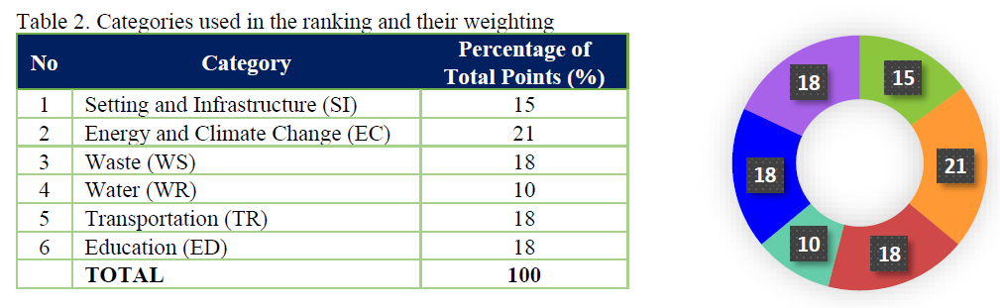 Table 2. Categories used in the ranking and their weighting
No Category Percentage of Total Points (%)
1 Setting and Infrastructure (SI) 15
2 Energy and Climate Change (EC) 21
3 Waste (WS) 18
4 Water (WR) 10
5 Transportation (TR) 18
6 Education (ED) 18
TOTAL 100
15
21
18
10
18
18